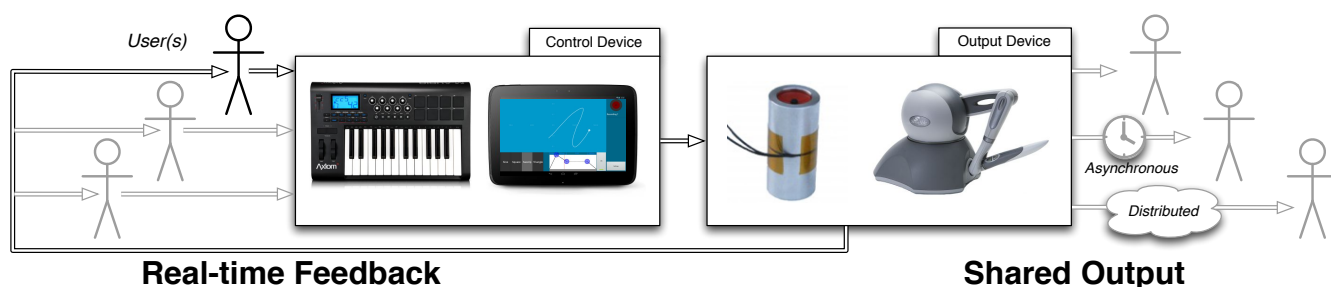 User(s)
Control Device
Output Device
Axiom
Asynchronous
Distributed
Real-time Feedback
Shared Output